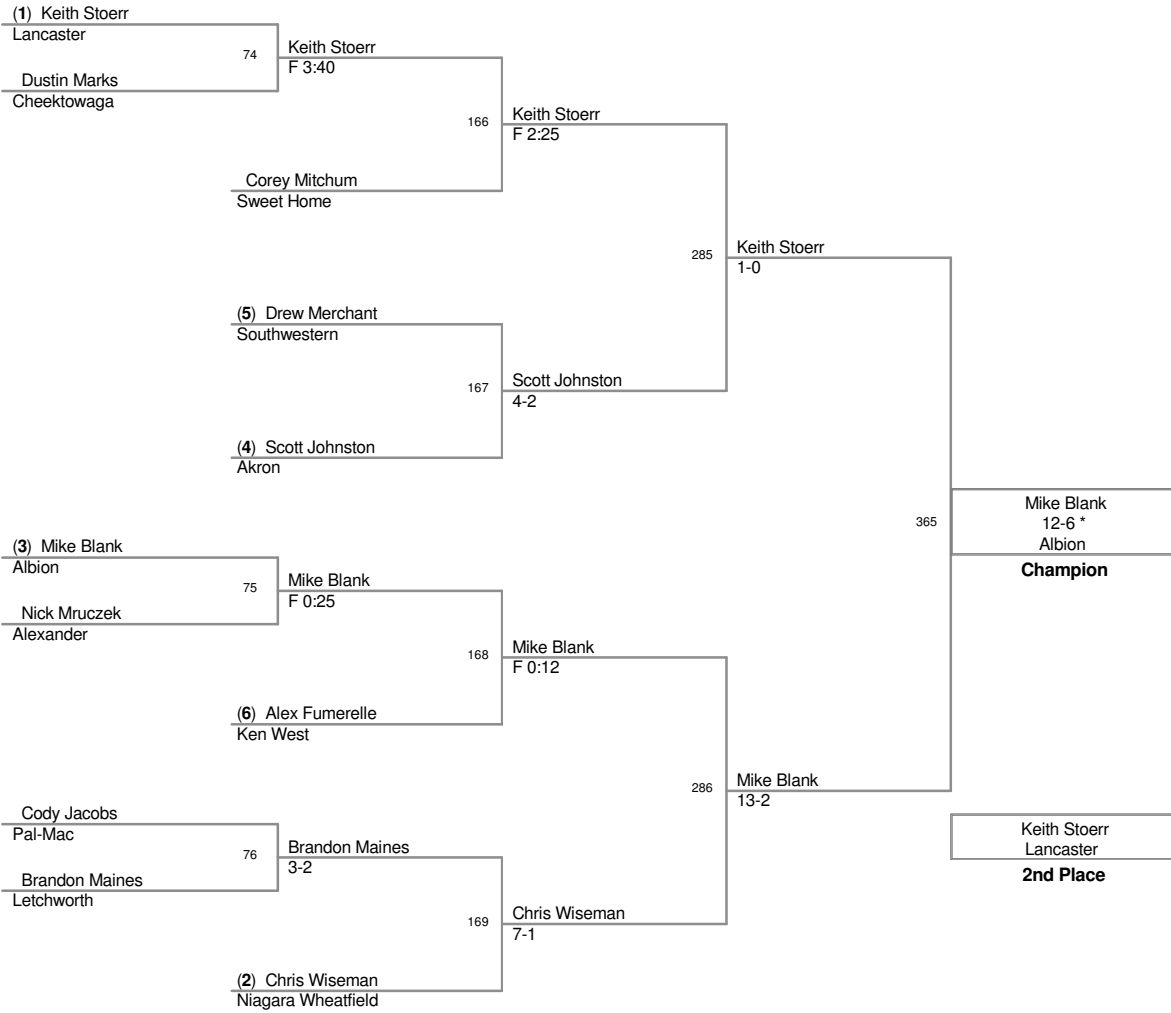 (1) Keith Stoerr
Lancaster
74
Keith Stoerr
F 3:40
Dustin Marks
Cheektowaga
166
Keith Stoerr
F 2:25
Corey Mitchum
Sweet Home
285
Keith Stoerr
1-0
(5) Drew Merchant
Southwestern
167
Scott Johnston
4-2
(4) Scott Johnston
Akron
365
Mike Blank
12-6 *
Albion
Champion
(3) Mike Blank
Albion
75
Mike Blank
F 0:25
Nick Mruczek
Alexander
168
Mike Blank
F 0:12
(6) Alex Fumerelle
Ken West
286
Mike Blank
13-2
Cody Jacobs
Pal-Mac
76
Brandon Maines
3-2
Brandon Maines
Letchworth
169
Chris Wiseman
7-1
(2) Chris Wiseman
Niagara Wheatfield
Keith Stoerr
Lancaster
2nd Place